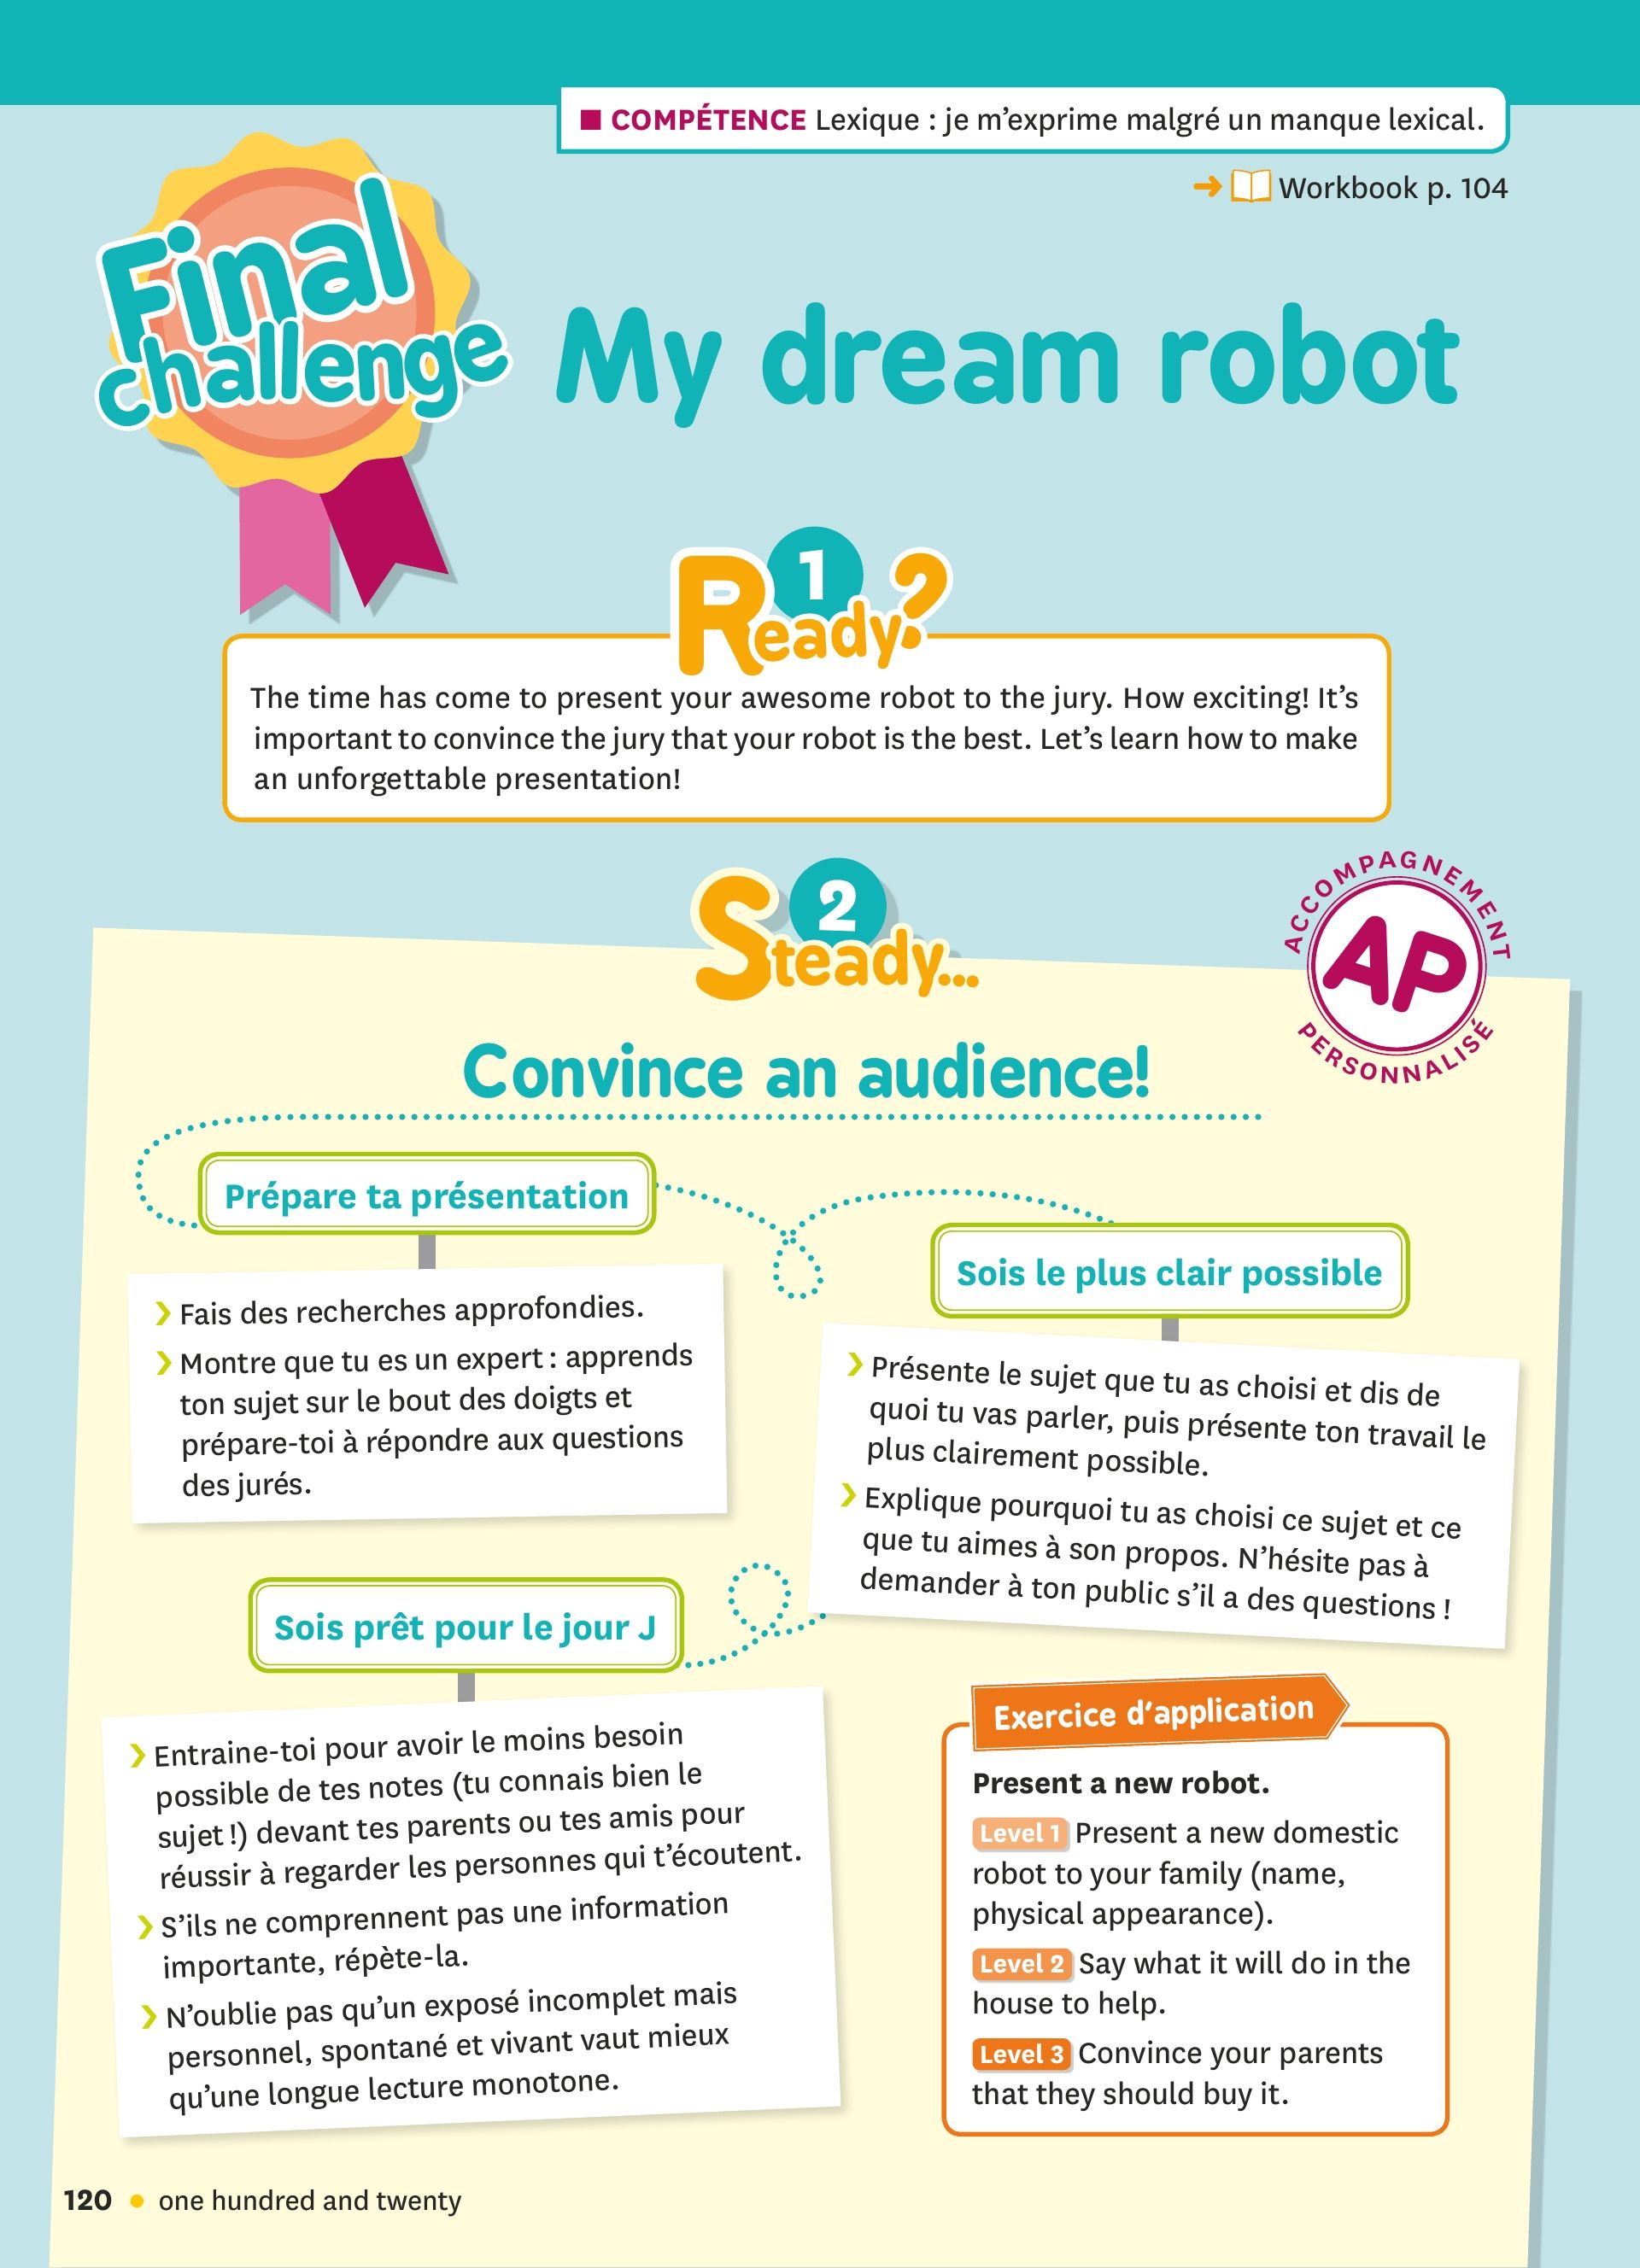 ■ COMPÉTENCE Lexique : je m'exprime malgré un manque lexical.
➜ Workbook p. 104
Final
challenge
My dream robot
1
Ready?
The time has come to present your awesome robot to the jury. How exciting! It's
important to convince the jury that your robot is the best. Let's learn how to make
an unforgettable presentation!
2
Steady...
ACCOMPAGNEMENT
AP
PERSONNALISÉ
Convince an audience!
Prépare ta présentation
› Fais des recherches approfondies.
› Montre que tu es un expert : apprends
ton sujet sur le bout des doigts et
prépare-toi à répondre aux questions
des jurés.
Sois le plus clair possible
› Présente le sujet que tu as choisi et dis de
quoi tu vas parler, puis présente ton travail le
plus clairement possible.
› Explique pourquoi tu as choisi ce sujet et ce
que tu aimes à son propos. N'hésite pas à
demander à ton public s'il a des questions !
Sois prêt pour le jour J
› Entraine-toi pour avoir le moins besoin
possible de tes notes (tu connais bien le
sujet !) devant tes parents ou tes amis pour
réussir à regarder les personnes qui t'écoutent.
› S'ils ne comprennent pas une information
importante, répète-la.
› N'oublie pas qu'un exposé incomplet mais
personnel, spontané et vivant vaut mieux
qu'une longue lecture monotone.
Exercice d'application
Present a new robot.
Level 1 Present a new domestic
robot to your family (name,
physical appearance).
Level 2 Say what it will do in the
house to help.
Level 3 Convince your parents
that they should buy it.
120 • one hundred and twenty